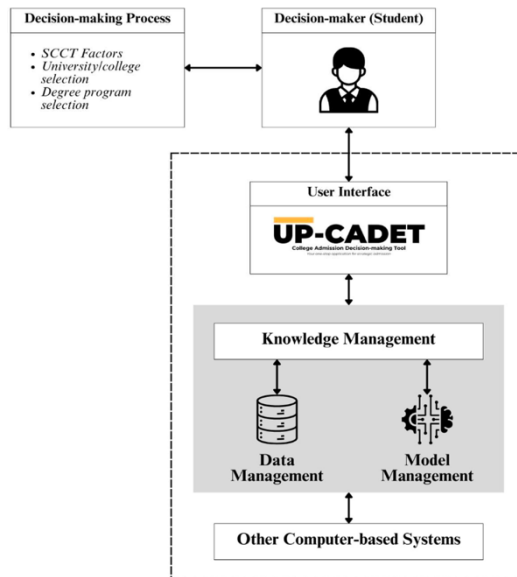 Decision-making Process
• SCCT Factors
• University/college
selection
• Degree program
selection
Decision-maker (Student)
User Interface
UP-CADET
College Admission Decision-making Tool
Knowledge Management
Data
Management
Model
Management
Other Computer-based Systems